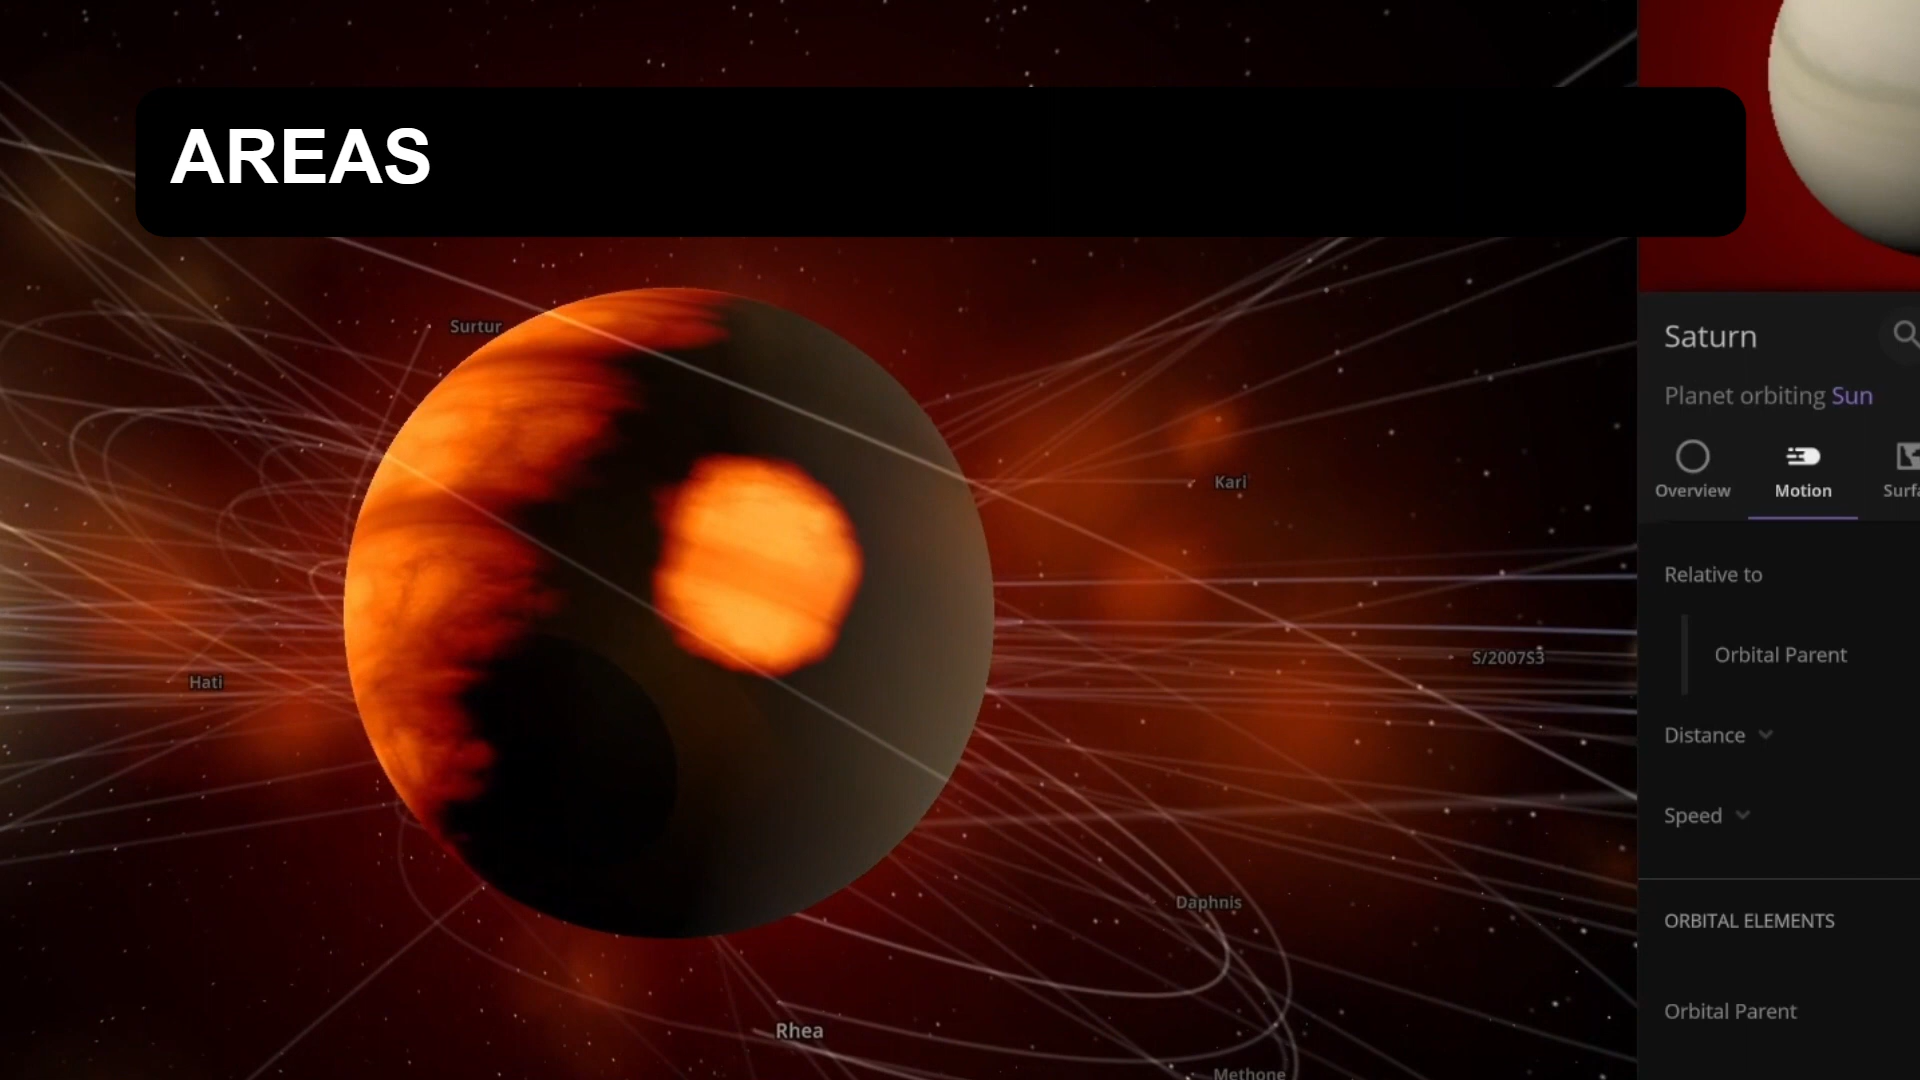 AREAS
Surtur
Kari
S/2007S3
Hati
Daphnis
Rhea
Methone
Saturn
Planet orbiting Sun
Overview
Motion
Relative to
Orbital Parent
Distance
Speed
ORBITAL ELEMENTS
Orbital Parent